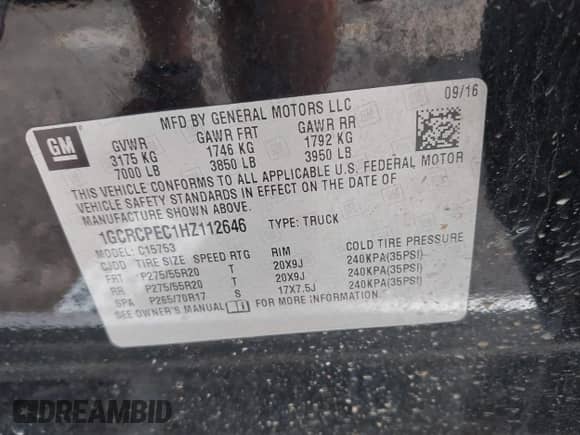 MFD BY GENERAL MOTORS LLC 09/16
GM GVWR GAWR FRT GAWR RR
3175 KG 1746 KG 1792 KG
7000 LB 3850 LB 3950 LB
THIS VEHICLE CONFORMS TO ALL APPLICABLE U.S. FEDERAL MOTOR
VEHICLE SAFETY STANDARDS IN EFFECT ON THE DATE OF
MANUFACTURE SHOWN ABOVE.
1GCRCPEC1HZ112646 TYPE: TRUCK
MODEL: C15753
CJDD TIRE SIZE SPEED RTG RIM COLD TIRE PRESSURE
FRT P275/55R20 T 20X9J 240KPA(35PSI)
RR P275/55R20 T 20X9J 240KPA(35PSI)
SPA P265/70R17 S 17X7.5J 240KPA(35PSI)
SEE OWNER'S MANUAL
DREAMBID